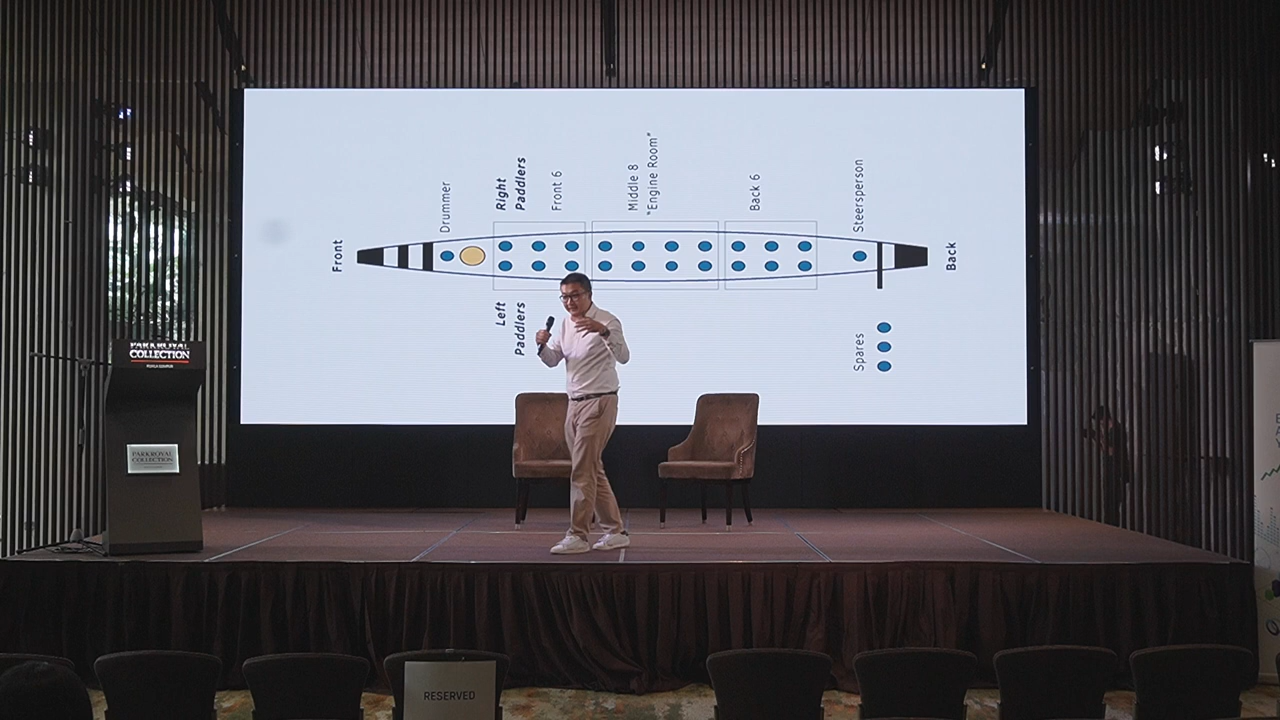 Front
Drummer
Right
Paddlers
Front 6
Middle 8
"Engine Room"
Back 6
Steersperson
Back
Left
Paddlers
Spares
PARKROYAL
COLLECTION
PARKROYAL
COLLECTION
RESERVED